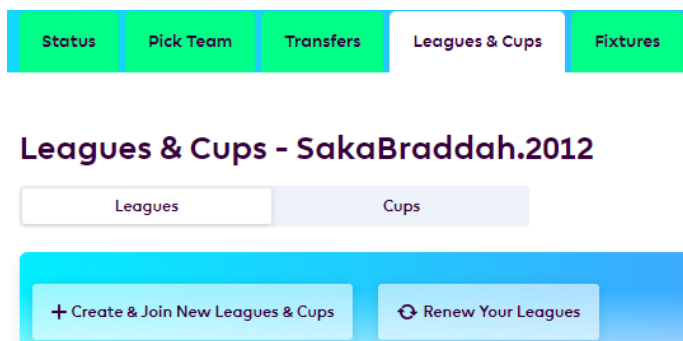 Status Pick Team Transfers Leagues & Cups Fixtures
Leagues & Cups - SakaBraddah.2012
Leagues Cups
+ Create & Join New Leagues & Cups Renew Your Leagues